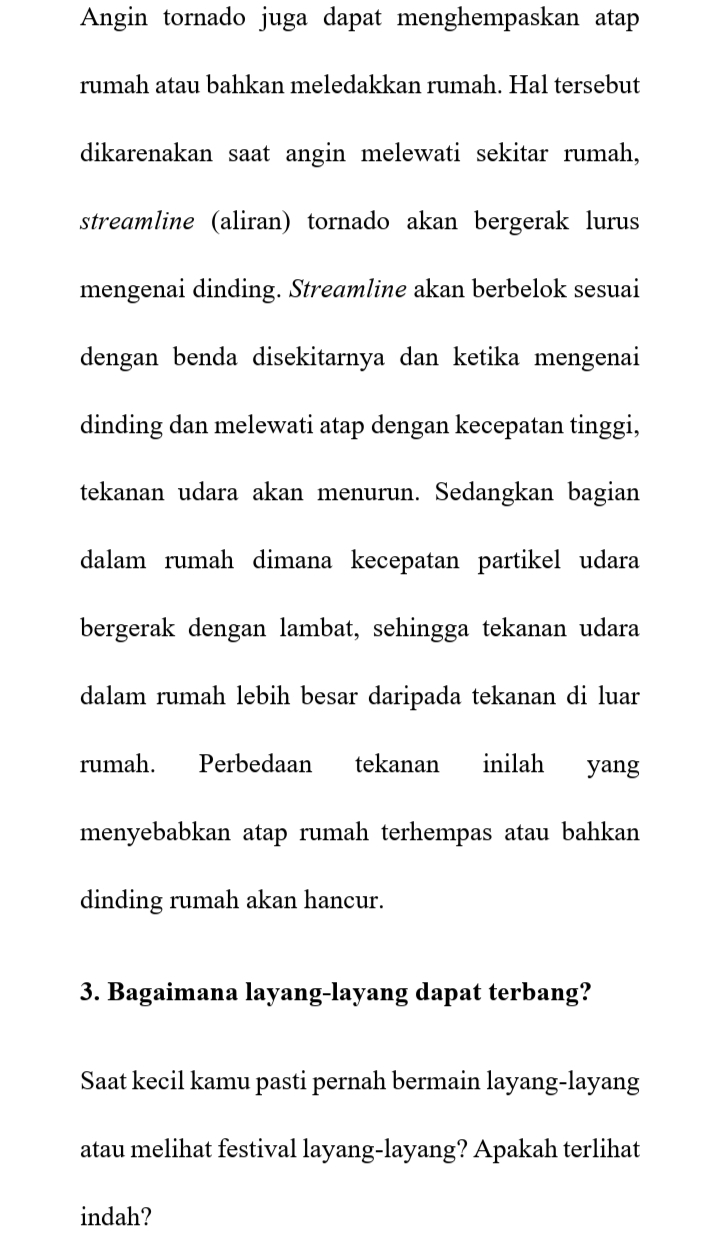 Angin tornado juga dapat menghempaskan atap
rumah atau bahkan meledakkan rumah. Hal tersebut
dikarenakan saat angin melewati sekitar rumah,
streamline (aliran) tornado akan bergerak lurus
mengenai dinding. Streamline akan berbelok sesuai
dengan benda disekitarnya dan ketika mengenai
dinding dan melewati atap dengan kecepatan tinggi,
tekanan udara akan menurun. Sedangkan bagian
dalam rumah dimana kecepatan partikel udara
bergerak dengan lambat, sehingga tekanan udara
dalam rumah lebih besar daripada tekanan di luar
rumah. Perbedaan tekanan inilah yang
menyebabkan atap rumah terhempas atau bahkan
dinding rumah akan hancur.
3. Bagaimana layang-layang dapat terbang?
Saat kecil kamu pasti pernah bermain layang-layang
atau melihat festival layang-layang? Apakah terlihat
indah?